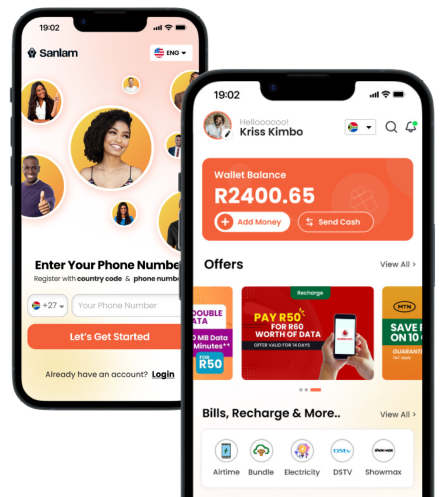 19:02
Sanlam
ENG
Enter Your Phone Numbe
Register with country code & phone number
+27
Your Phone Number
Let's Get Started
Already have an account? Login
19:02
Helloooooo!
Kriss Kimbo
Wallet Balance
R2400.65
Add Money
Send Cash
Offers
View All >
DOUBLE
ATA
0 MB Data
Minutes**
FOR
R50
Recharge
PAY R50
FOR R60
WORTH OF DATA
OFFER VALID FOR 14 DAYS
MTN
SAVE
ON 10
GUARANT
Bills, Recharge & More..
View All >
Airtime
Bundle
Electricity
DSTV
Showmax
DStv
showmax